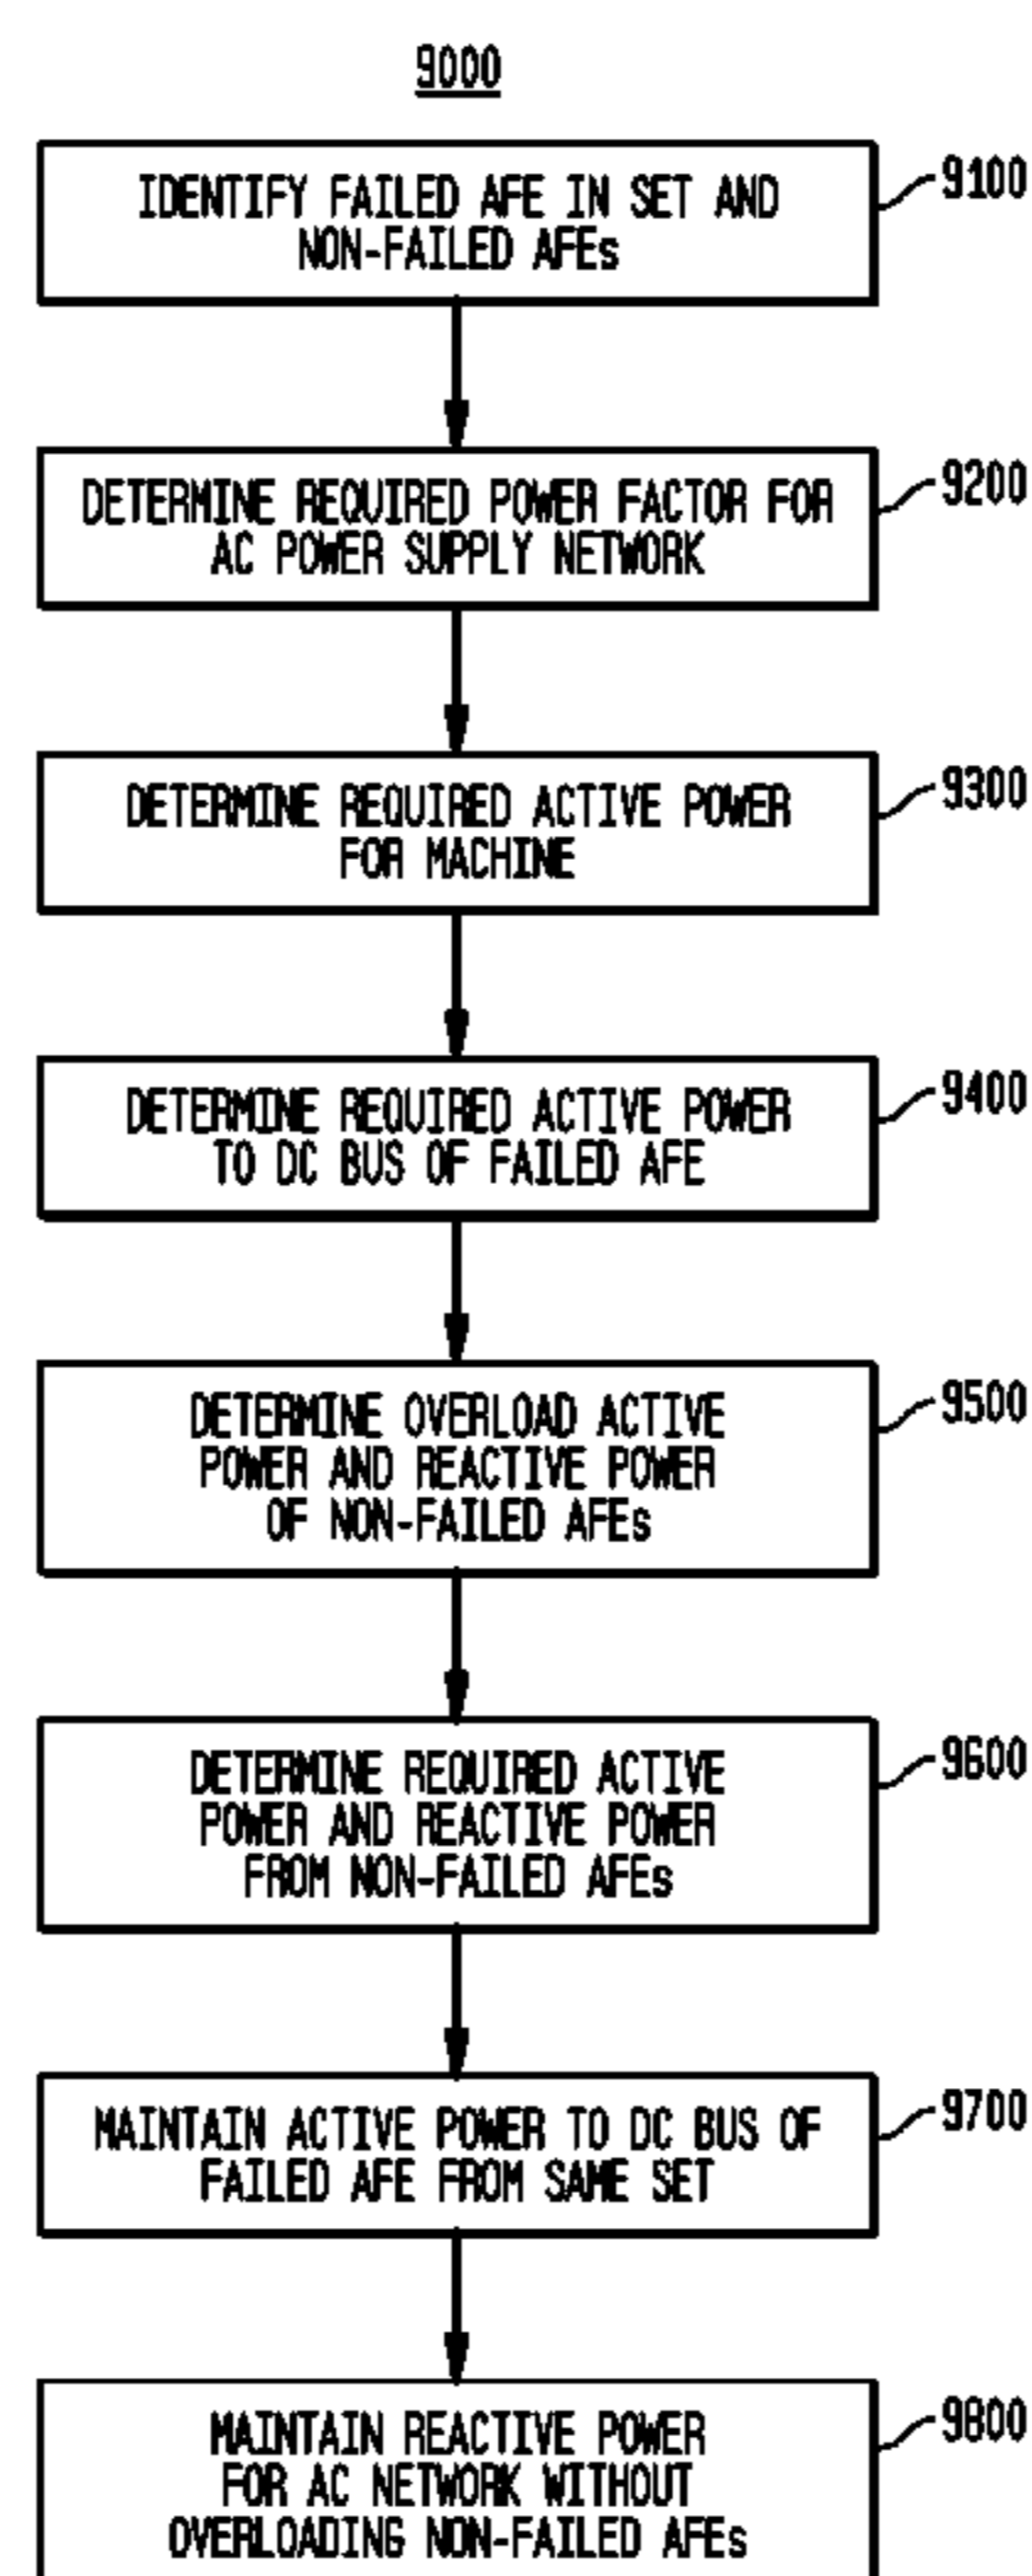 9000
IDENTIFY FAILED AFE IN SET AND
NON-FAILED AFEs
9100
DETERMINE REQUIRED POWER FACTOR FOR
AC POWER SUPPLY NETWORK
9200
DETERMINE REQUIRED ACTIVE POWER
FOR MACHINE
9300
DETERMINE REQUIRED ACTIVE POWER
TO DC BUS OF FAILED AFE
9400
DETERMINE OVERLOAD ACTIVE
POWER AND REACTIVE POWER
OF NON-FAILED AFEs
9500
DETERMINE REQUIRED ACTIVE
POWER AND REACTIVE POWER
FROM NON-FAILED AFEs
9600
MAINTAIN ACTIVE POWER TO DC BUS OF
FAILED AFE FROM SAME SET
9700
MAINTAIN REACTIVE POWER
FOR AC NETWORK WITHOUT
OVERLOADING NON-FAILED AFEs
9800